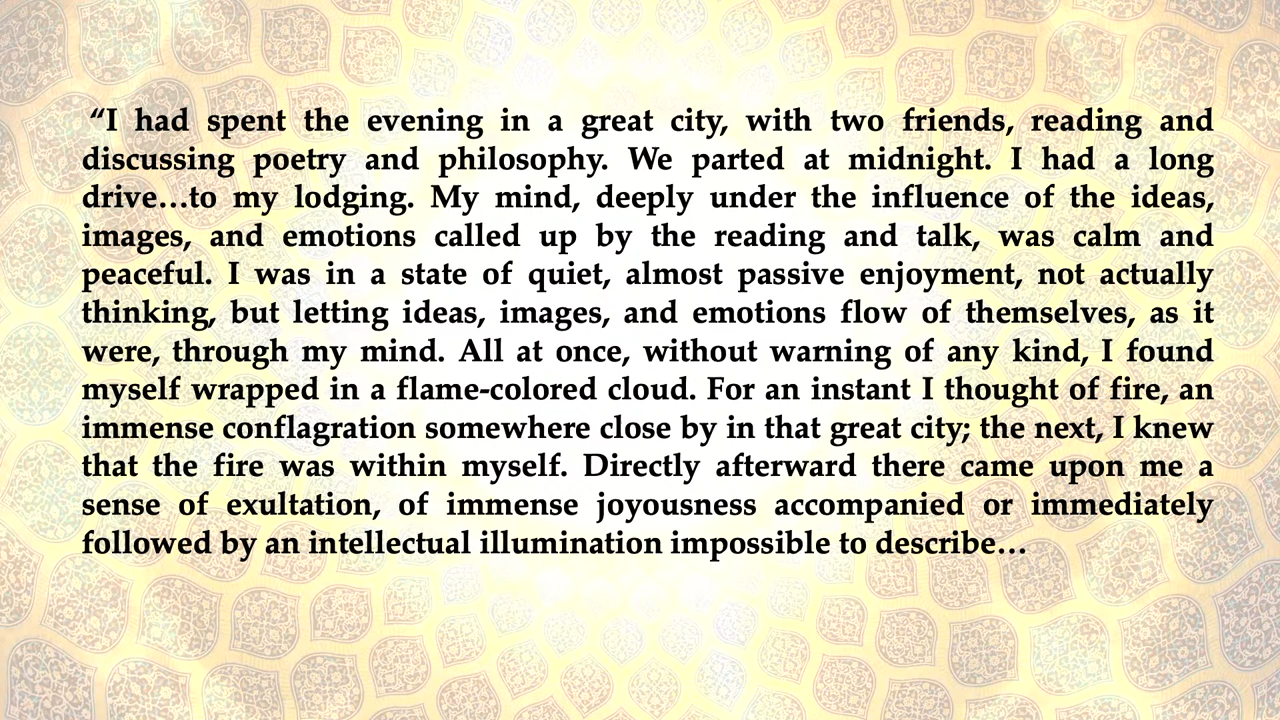 “I had spent the evening in a great city, with two friends, reading and
discussing poetry and philosophy. We parted at midnight. I had a long
drive…to my lodging. My mind, deeply under the influence of the ideas,
images, and emotions called up by the reading and talk, was calm and
peaceful. I was in a state of quiet, almost passive enjoyment, not actually
thinking, but letting ideas, images, and emotions flow of themselves, as it
were, through my mind. All at once, without warning of any kind, I found
myself wrapped in a flame-colored cloud. For an instant I thought of fire, an
immense conflagration somewhere close by in that great city; the next, I knew
that the fire was within myself. Directly afterward there came upon me a
sense of exultation, of immense joyousness accompanied or immediately
followed by an intellectual illumination impossible to describe…